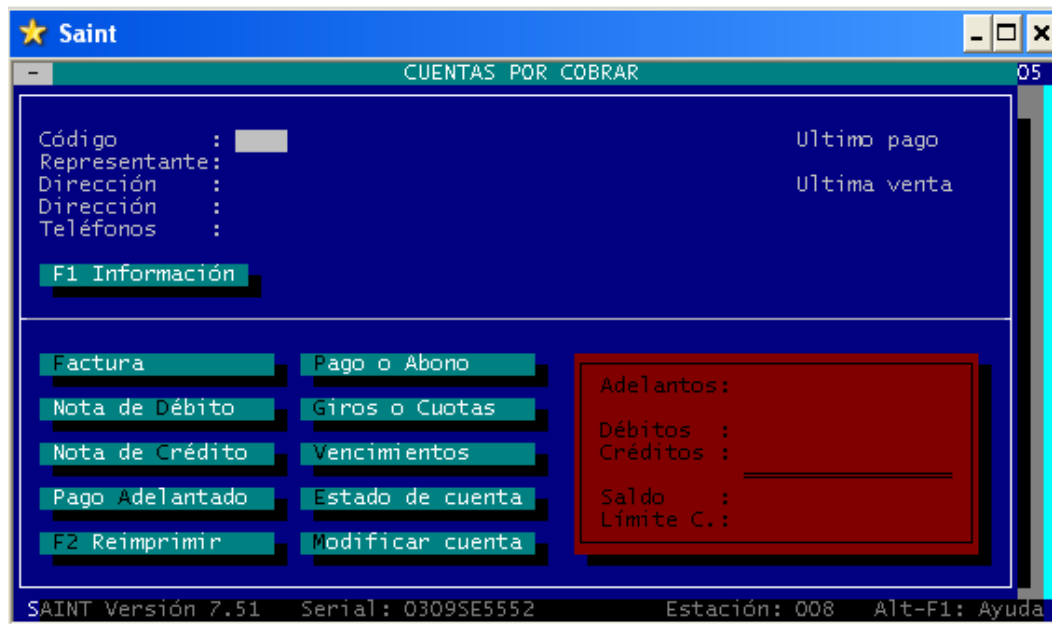 Saint
CUENTAS POR COBRAR 05
Código :
Ultimo pago
Representante:
Dirección :
Ultima venta
Dirección :
Teléfonos :
F1 Información
Factura
Pago o Abono
Adelantos:
Nota de Débito
Giros o Cuotas
Débitos :
Nota de Crédito
Vencimientos
Créditos :
Pago Adelantado
Estado de cuenta
Saldo :
Límite C.:
F2 Reimprimir
Modificar cuenta
SAINT Versión 7.51 Serial: 0309SE5552 Estación: 008 Alt-F1: Ayuda